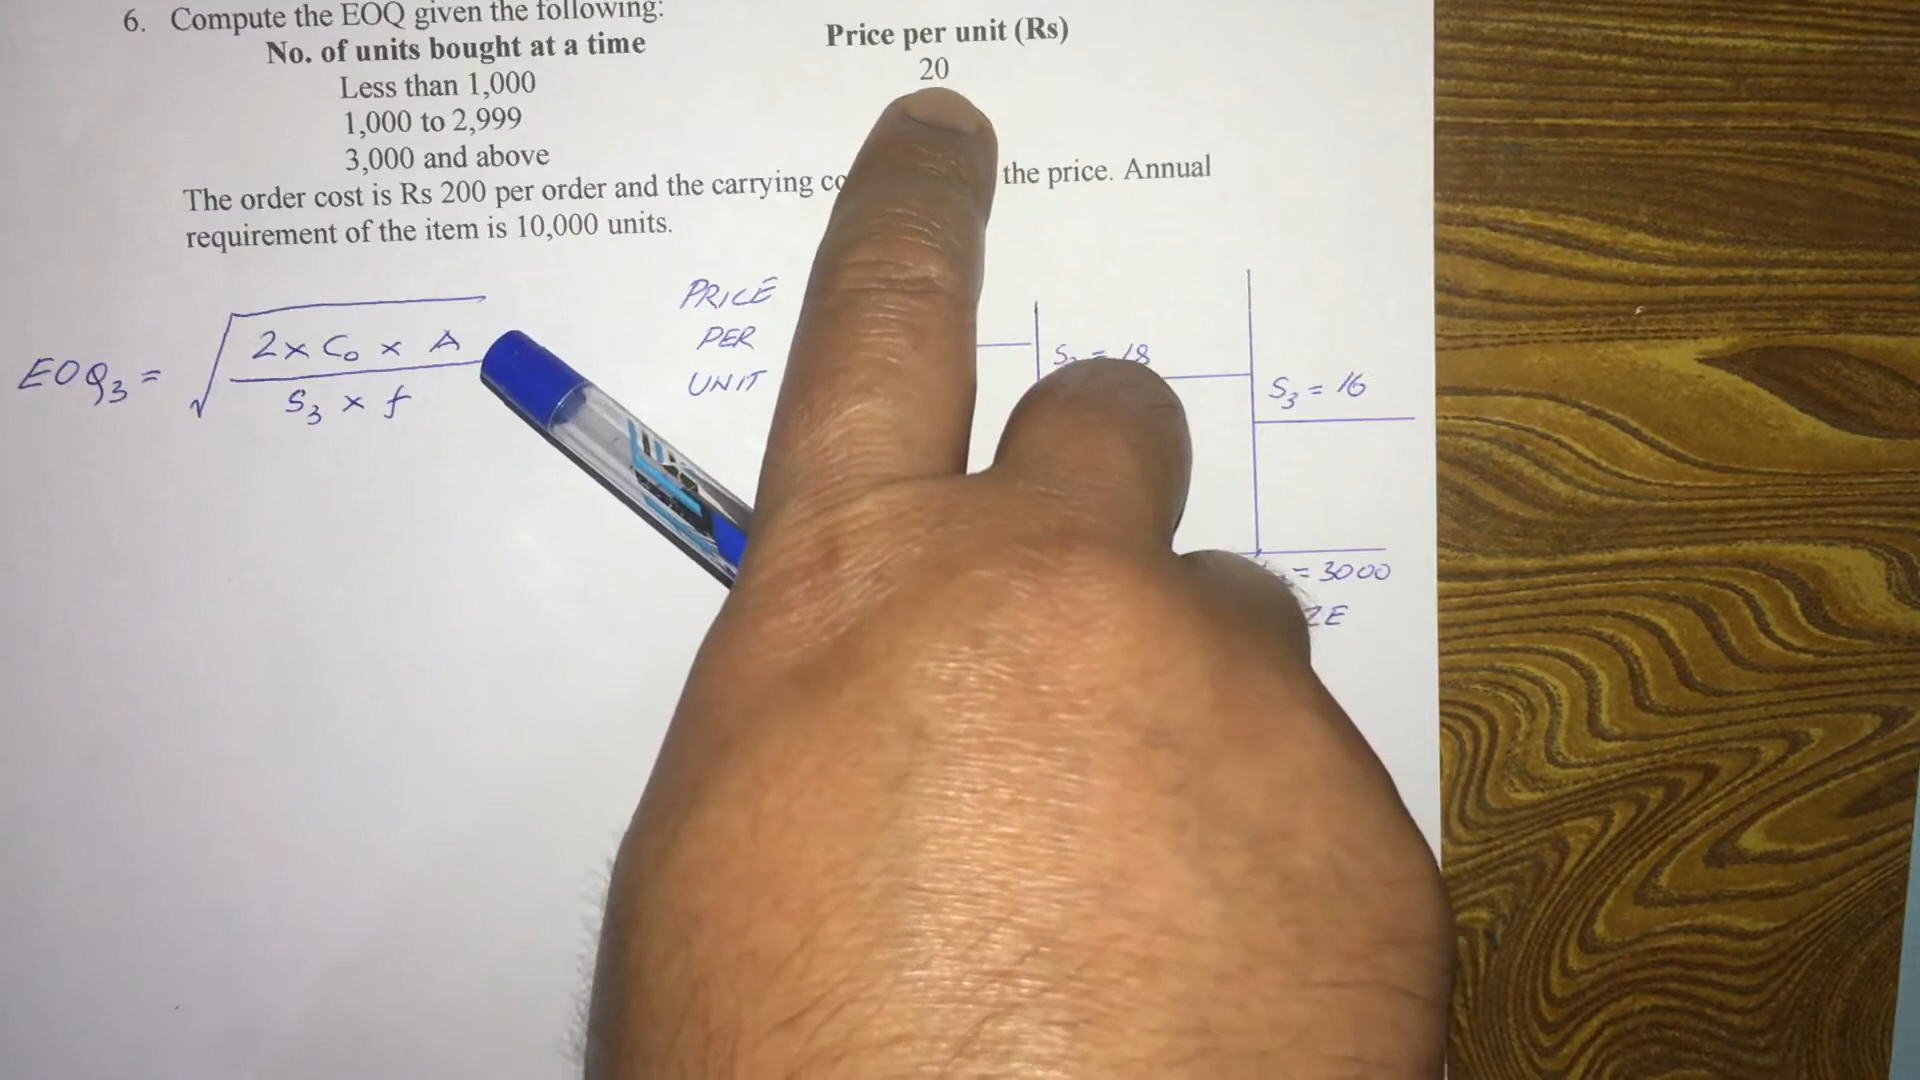 6. Compute the EOQ given the following:
No. of units bought at a time Price per unit (Rs)
Less than 1,000 20
1,000 to 2,999
3,000 and above
The order cost is Rs 200 per order and the carrying the price. Annual
requirement of the item is 10,000 units.
EOQ₃ = √ 2 x C₀ x A / S₃ x f
PRICE
PER
UNIT
= 18
S₃ = 16
= 3000